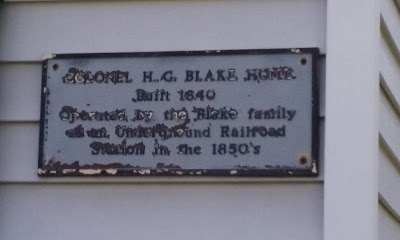 COLONEL H. G. BLAKE HOME
Built 1840
Operated by the Blake family
as an Underground Railroad
Station in the 1850's